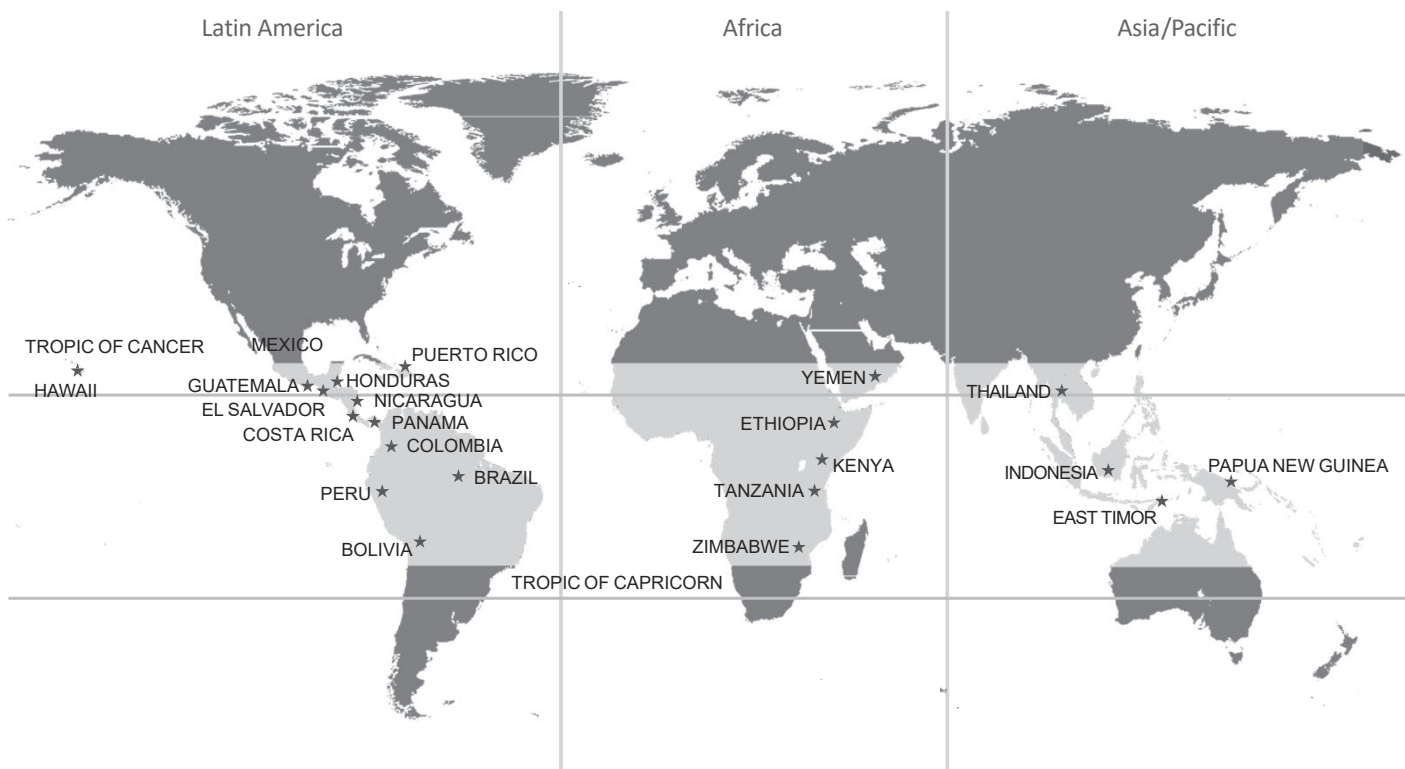 Latin America
Africa
Asia/Pacific
TROPIC OF CANCER
MEXICO
PUERTO RICO
HAWAII
GUATEMALA
HONDURAS
YEMEN
THAILAND
EL SALVADOR
NICARAGUA
COSTA RICA
PANAMA
ETHIOPIA
COLOMBIA
KENYA
BRAZIL
INDONESIA
PAPUA NEW GUINEA
PERU
TANZANIA
EAST TIMOR
BOLIVIA
ZIMBABWE
TROPIC OF CAPRICORN